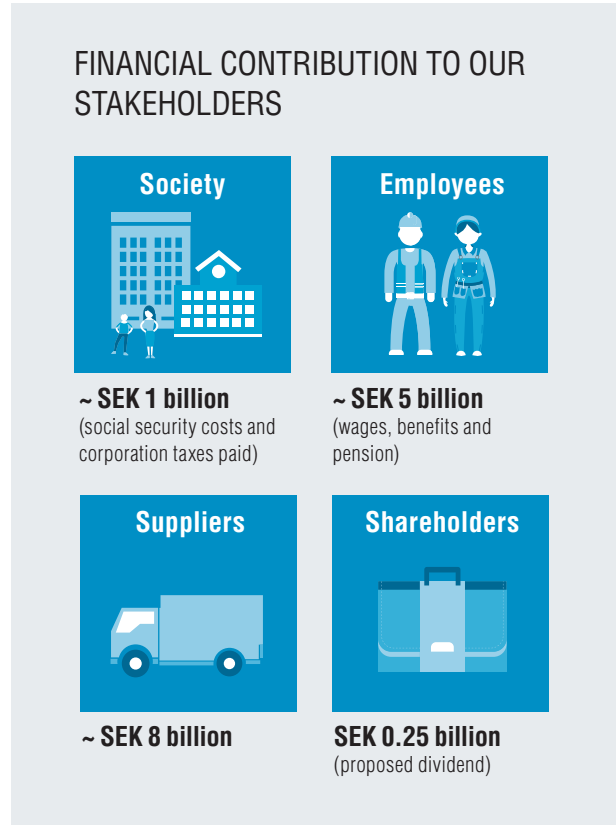 FINANCIAL CONTRIBUTION TO OUR
STAKEHOLDERS
Society
~ SEK 1 billion
(social security costs and
corporation taxes paid)
Employees
~ SEK 5 billion
(wages, benefits and
pension)
Suppliers
~ SEK 8 billion
Shareholders
SEK 0.25 billion
(proposed dividend)